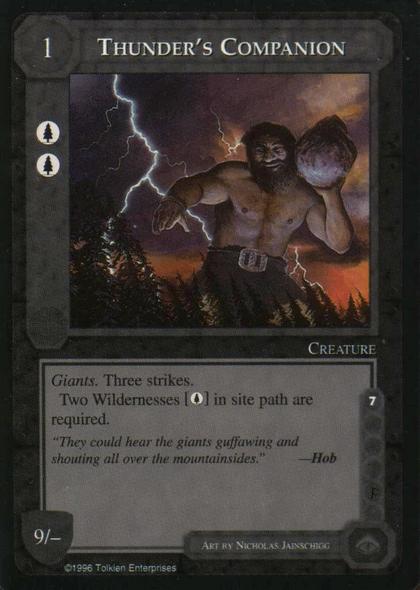 1
THUNDER'S COMPANION
CREATURE
Giants. Three strikes.
Two Wildernesses [ ] in site path are
required.
"They could hear the giants guffawing and
shouting all over the mountainsides." —Hob
7
F
9/–
ART BY NICHOLAS JAINSCHIGG
©1996 Tolkien Enterprises